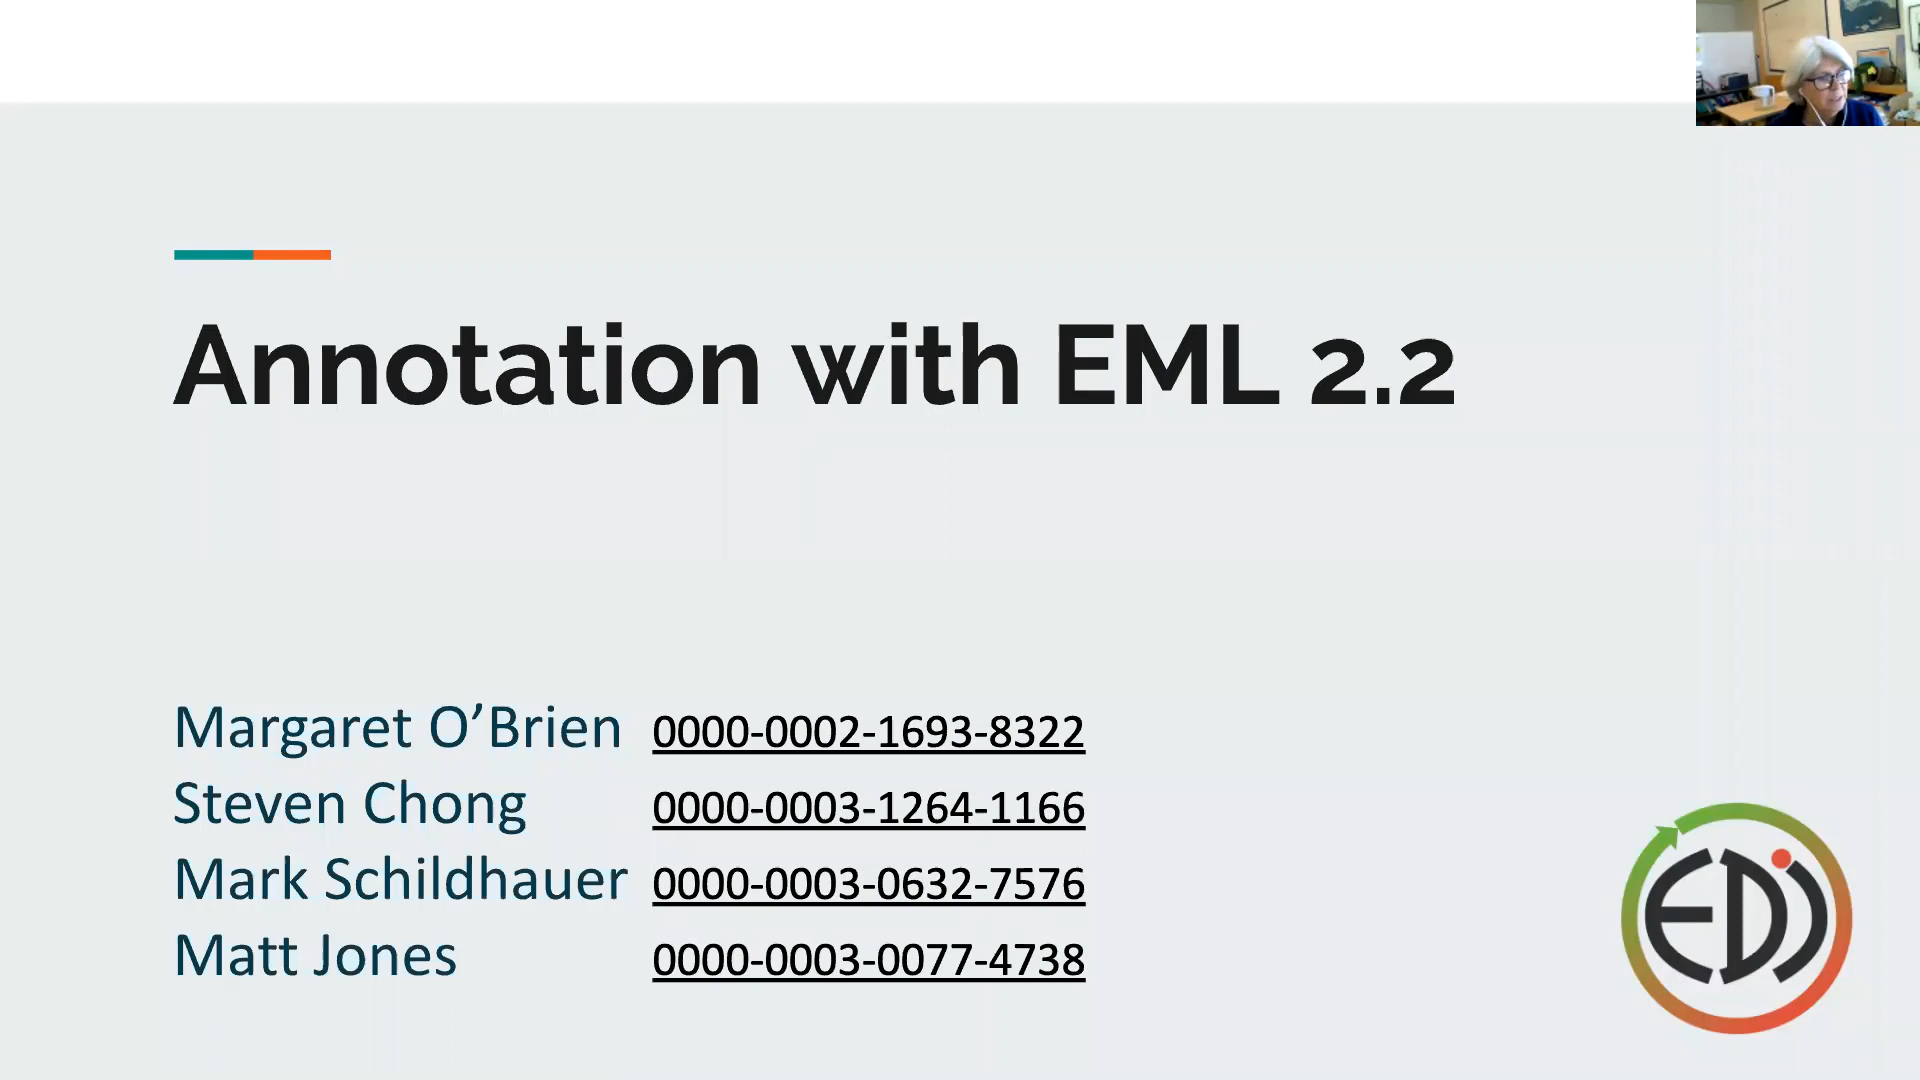 Annotation with EML 2.2
Margaret O’Brien 0000-0002-1693-8322
Steven Chong 0000-0003-1264-1166
Mark Schildhauer 0000-0003-0632-7576
Matt Jones 0000-0003-0077-4738
EDI